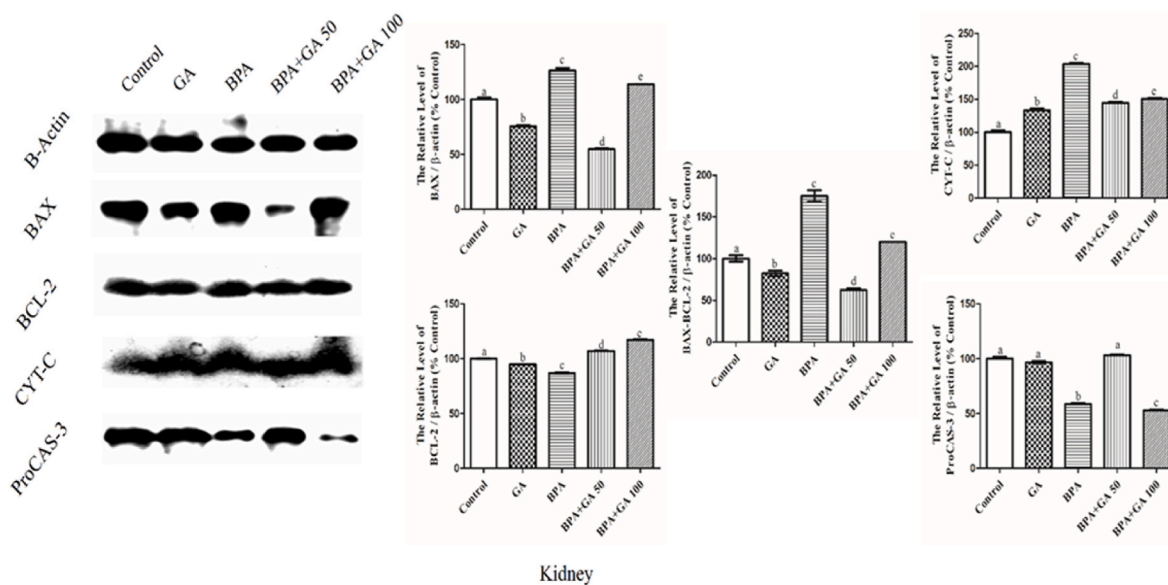 Control
GA
BPA
BPA+GA 50
BPA+GA 100
B-Actin
BAX
BCL-2
CYT-C
ProCAS-3
The Relative Level of
BAX / β-actin (% Control)
150
100
50
0
a
b
c
d
e
Control
GA
BPA
BPA+GA 50
BPA+GA 100
The Relative Level of
BCL-2 / β-actin (% Control)
150
100
50
0
a
b
c
d
e
Control
GA
BPA
BPA+GA 50
BPA+GA 100
The Relative Level of
BAX-BCL-2 / β-actin (% Control)
200
150
100
50
0
a
b
c
d
e
Control
GA
BPA
BPA+GA 50
BPA+GA 100
The Relative Level of
CYT-C / β-actin (% Control)
250
200
150
100
50
0
a
b
c
d
e
Control
GA
BPA
BPA+GA 50
BPA+GA 100
The Relative Level of
ProCAS-3 / β-actin (% Control)
150
100
50
0
a
a
b
a
c
Control
GA
BPA
BPA+GA 50
BPA+GA 100
Kidney